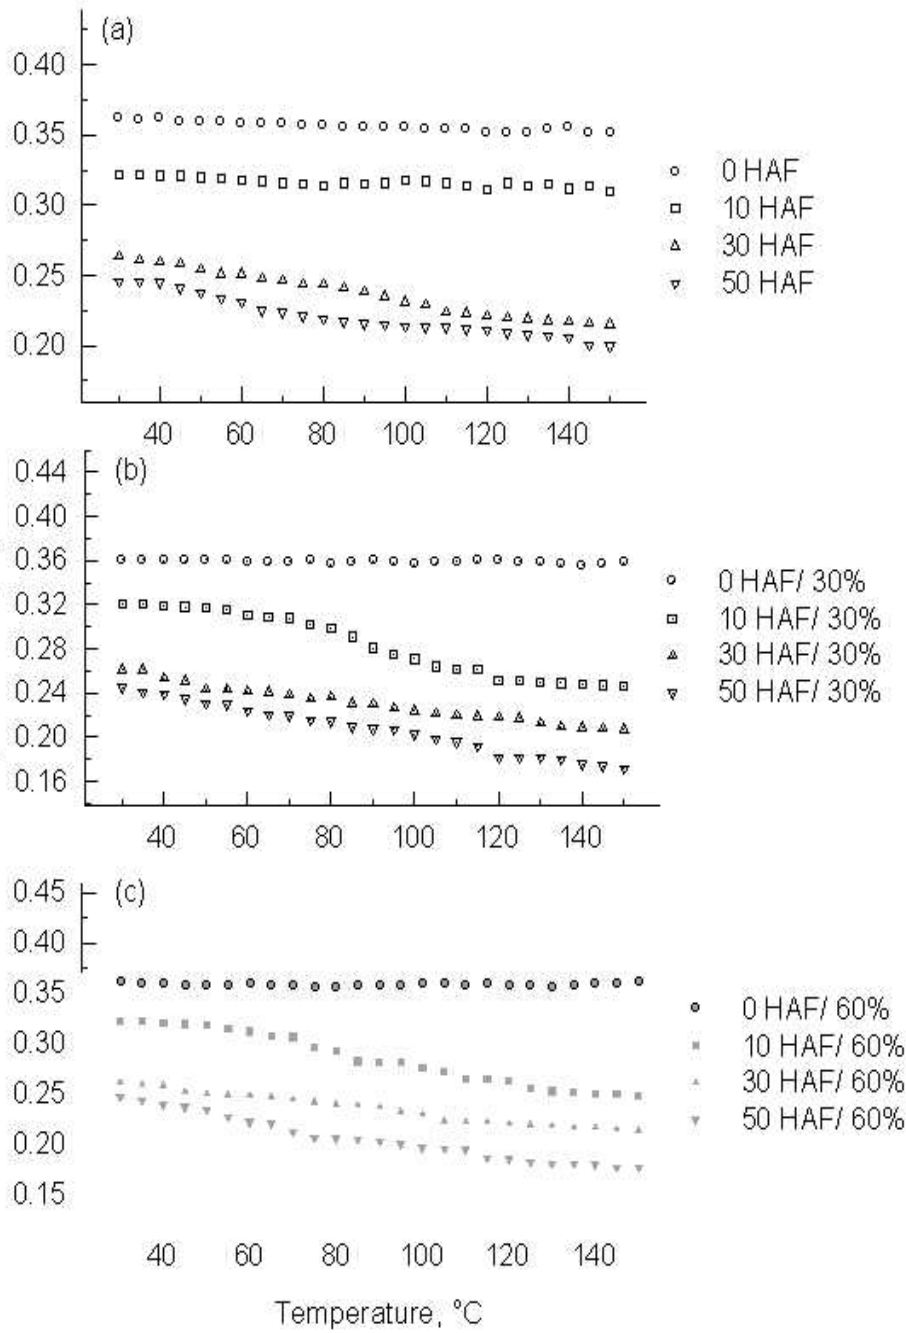 (a)
0.40
0.35
0.30
0.25
0.20
0 HAF
10 HAF
30 HAF
50 HAF
40 60 80 100 120 140
(b)
0.44
0.40
0.36
0.32
0.28
0.24
0.20
0.16
0 HAF/ 30%
10 HAF/ 30%
30 HAF/ 30%
50 HAF/ 30%
40 60 80 100 120 140
(c)
0.45
0.40
0.35
0.30
0.25
0.20
0.15
0 HAF/ 60%
10 HAF/ 60%
30 HAF/ 60%
50 HAF/ 60%
40 60 80 100 120 140
Temperature, °C